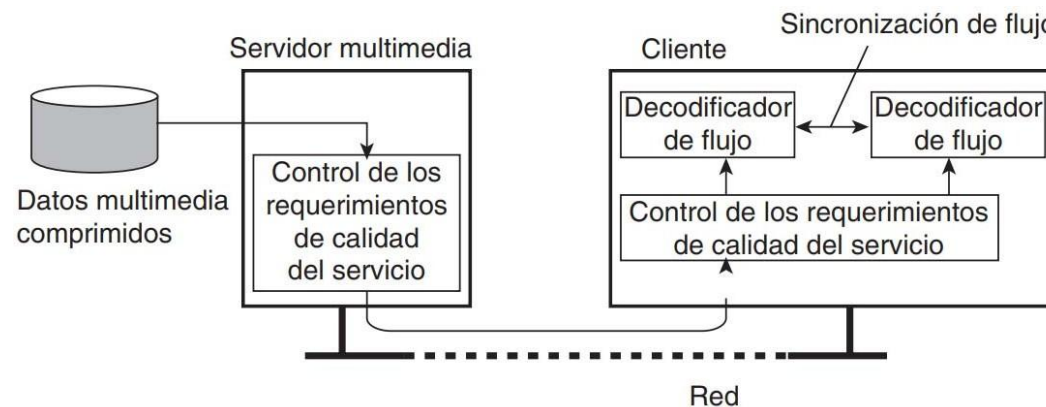 Sincronización de flujo
Servidor multimedia
Cliente
Decodificador
de flujo
Decodificador
de flujo
Datos multimedia
comprimidos
Control de los
requerimientos
de calidad
del servicio
Control de los requerimientos
de calidad del servicio
Red